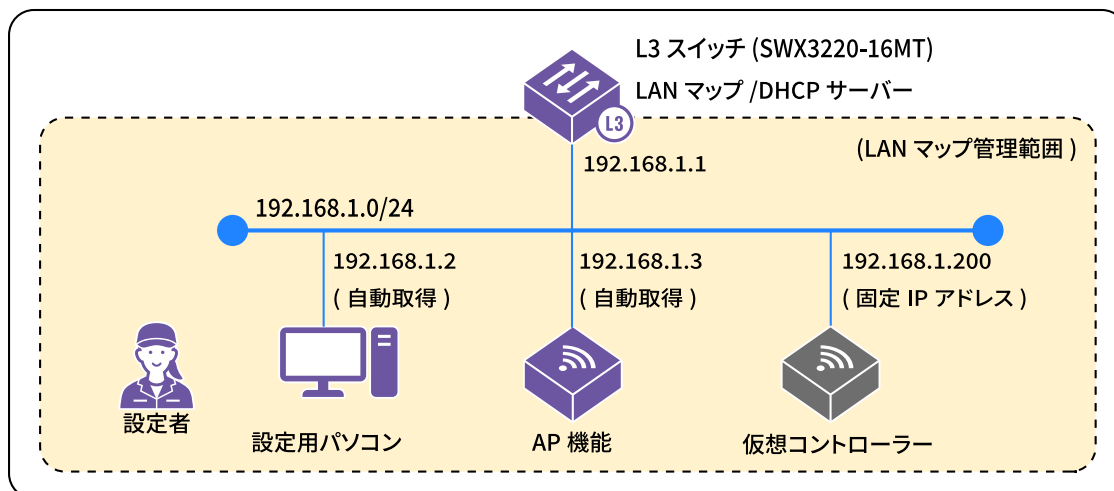 L3 スイッチ (SWX3220-16MT)
LAN マップ /DHCP サーバー
L3
(LAN マップ管理範囲 )
192.168.1.1
192.168.1.0/24
192.168.1.2
( 自動取得 )
192.168.1.3
( 自動取得 )
192.168.1.200
( 固定 IP アドレス )
設定者
設定用パソコン
AP 機能
仮想コントローラー